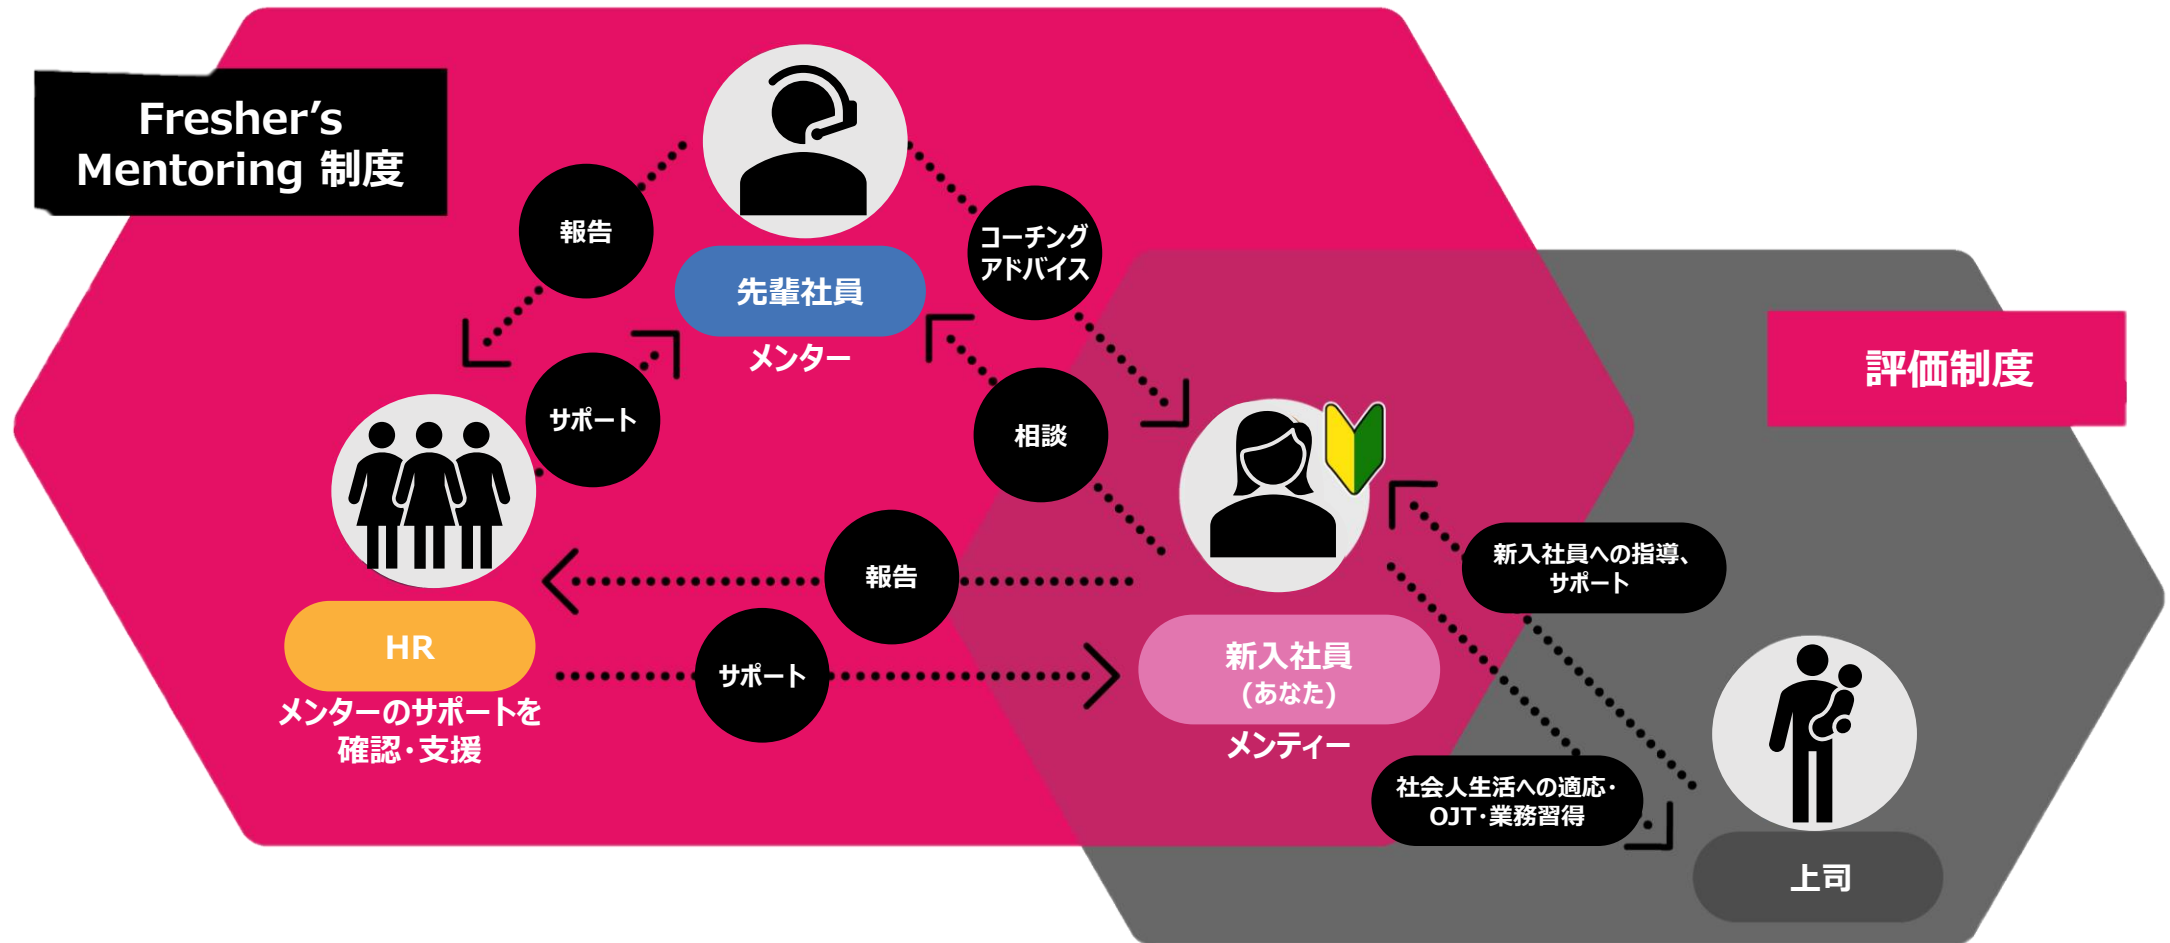 Fresher’s
Mentoring 制度
報告
コーチング
アドバイス
先輩社員
メンター
評価制度
サポート
相談
新入社員への指導、
サポート
報告
HR
メンターのサポートを
確認・支援
サポート
新入社員
(あなた)
メンティー
社会人生活への適応・
OJT・業務習得
上司